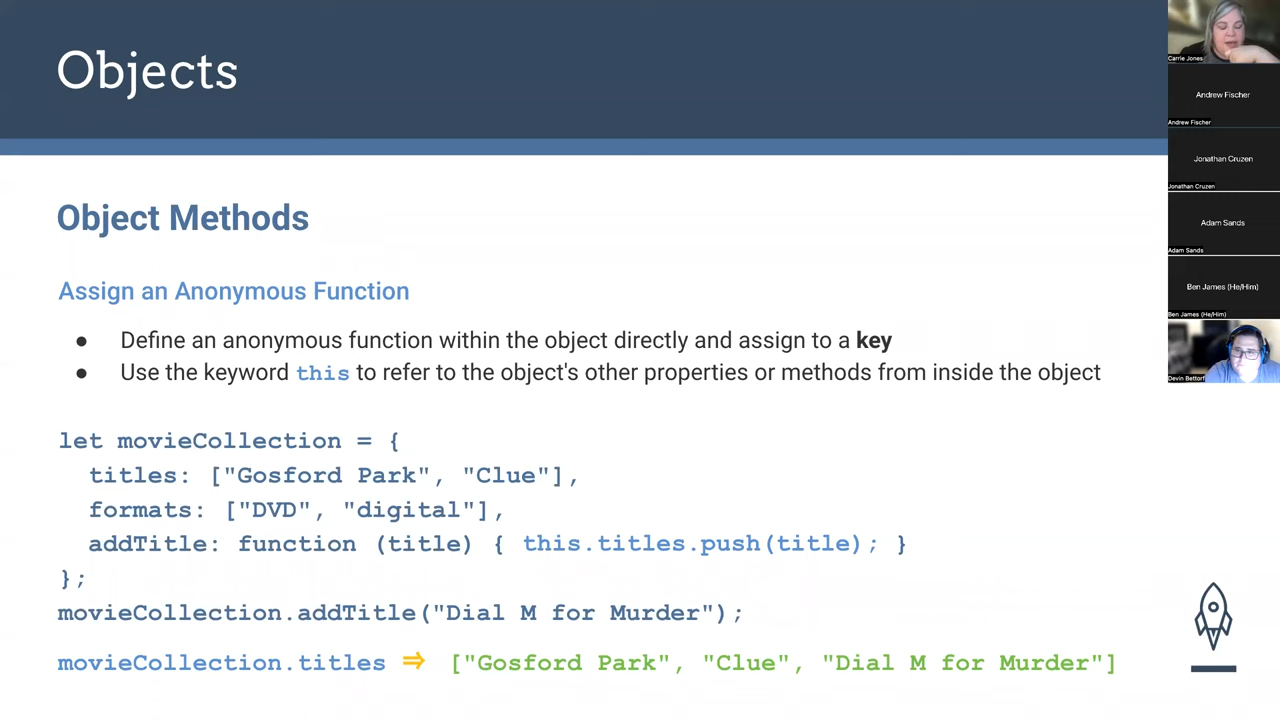 Objects
Object Methods
Assign an Anonymous Function
● Define an anonymous function within the object directly and assign to a key
● Use the keyword this to refer to the object's other properties or methods from inside the object
let movieCollection = {
titles: ["Gosford Park", "Clue"],
formats: ["DVD", "digital"],
addTitle: function (title) { this.titles.push(title); }
};
movieCollection.addTitle("Dial M for Murder");
movieCollection.titles ⇒ ["Gosford Park", "Clue", "Dial M for Murder"]
Carrie Jones
Andrew Fischer
Andrew Fischer
Jonathan Cruzen
Jonathan Cruzen
Adam Sands
Adam Sands
Ben James (He/Him)
Ben James (He/Him)
Devin Bettorf